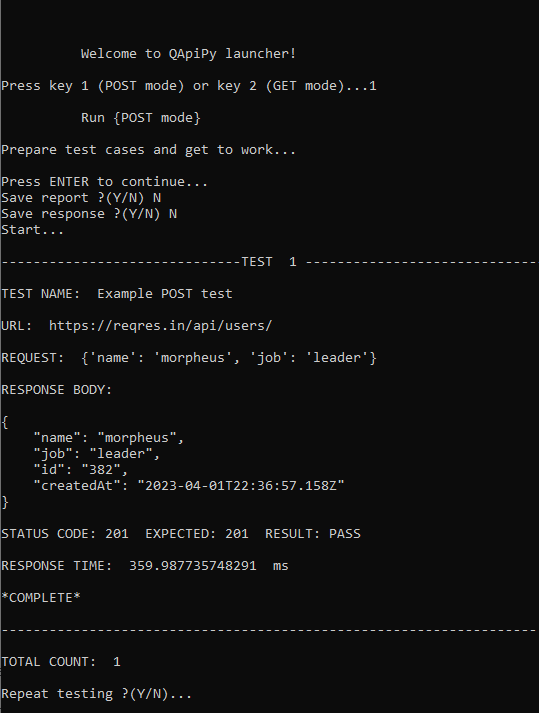 Welcome to QApiPy launcher!
Press key 1 (POST mode) or key 2 (GET mode)...1
Run {POST mode}
Prepare test cases and get to work...
Press ENTER to continue...
Save report ?(Y/N) N
Save response ?(Y/N) N
Start...
------------------------------TEST  1 -----------------------------
TEST NAME:  Example POST test
URL:  https://reqres.in/api/users/
REQUEST:  {'name': 'morpheus', 'job': 'leader'}
RESPONSE BODY:
{
    "name": "morpheus",
    "job": "leader",
    "id": "382",
    "createdAt": "2023-04-01T22:36:57.158Z"
}
STATUS CODE: 201  EXPECTED: 201  RESULT: PASS
RESPONSE TIME:  359.987735748291  ms
*COMPLETE*
-------------------------------------------------------------------
TOTAL COUNT:  1
Repeat testing ?(Y/N)...